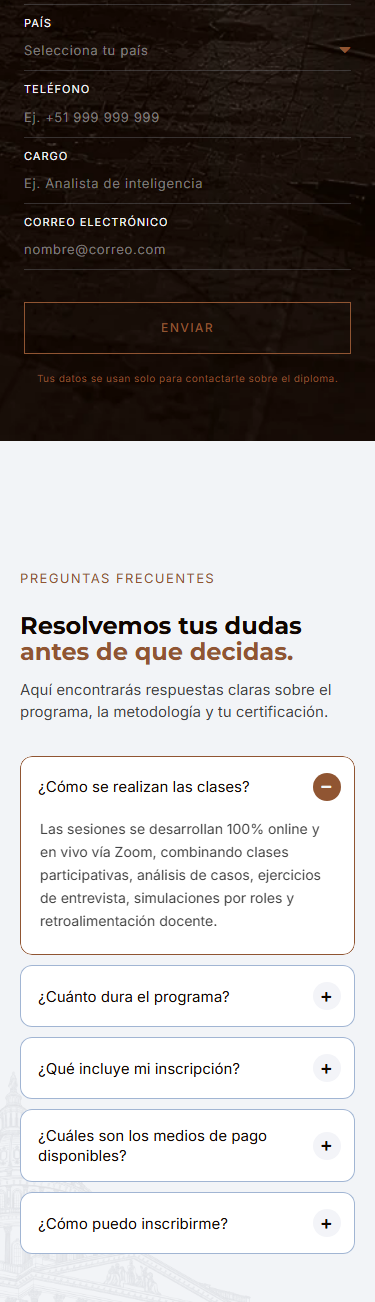 PAÍS
Selecciona tu país
TELÉFONO
Ej. +51 999 999 999
CARGO
Ej. Analista de inteligencia
CORREO ELECTRÓNICO
nombre@correo.com
ENVIAR
Tus datos se usan solo para contactarte sobre el diploma.
PREGUNTAS FRECUENTES
Resolvemos tus dudas
antes de que decidas.
Aquí encontrarás respuestas claras sobre el
programa, la metodología y tu certificación.
¿Cómo se realizan las clases?
Las sesiones se desarrollan 100% online y
en vivo vía Zoom, combinando clases
participativas, análisis de casos, ejercicios
de entrevista, simulaciones por roles y
retroalimentación docente.
¿Cuánto dura el programa?
¿Qué incluye mi inscripción?
¿Cuáles son los medios de pago
disponibles?
¿Cómo puedo inscribirme?